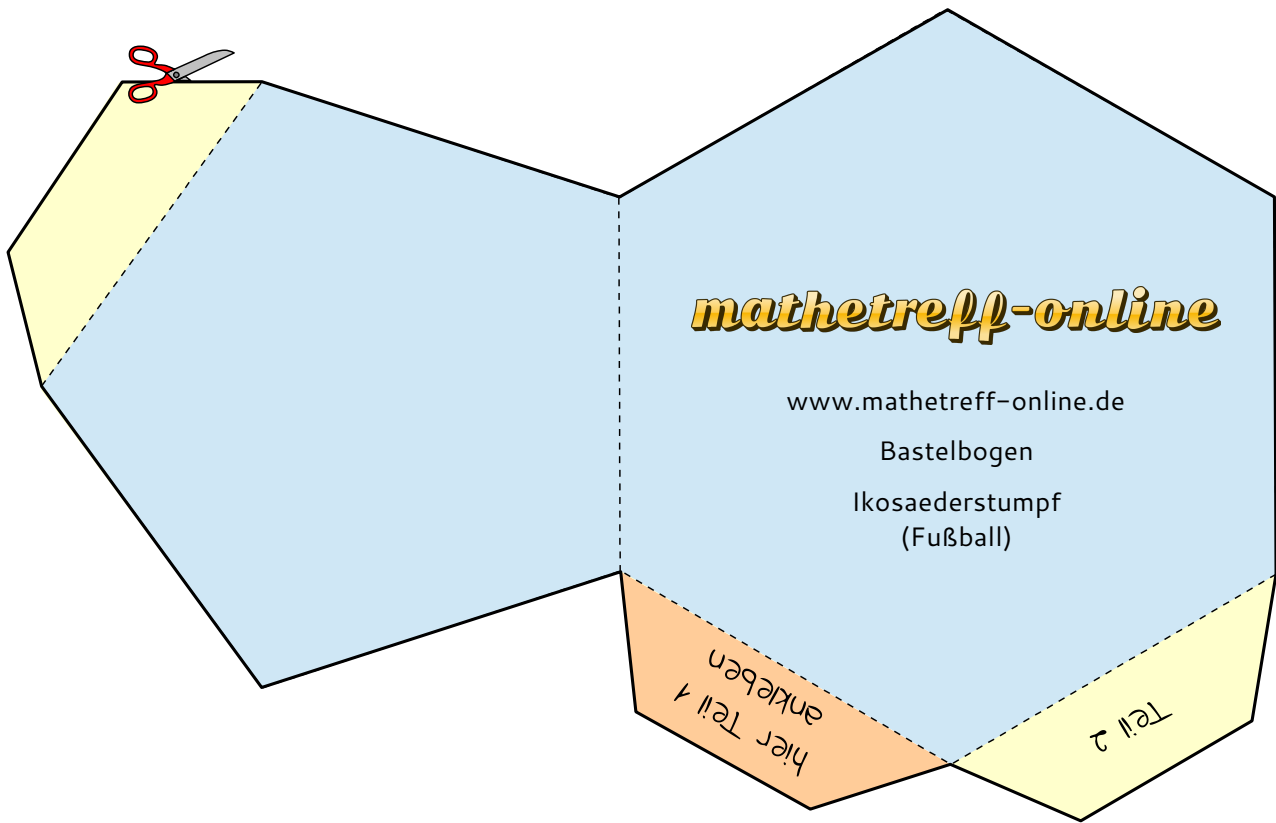 mathetreff-online
www.mathetreff-online.de
Bastelbogen
Ikosaederstumpf
(Fußball)
hier Teil 1
ankleben
Teil 2